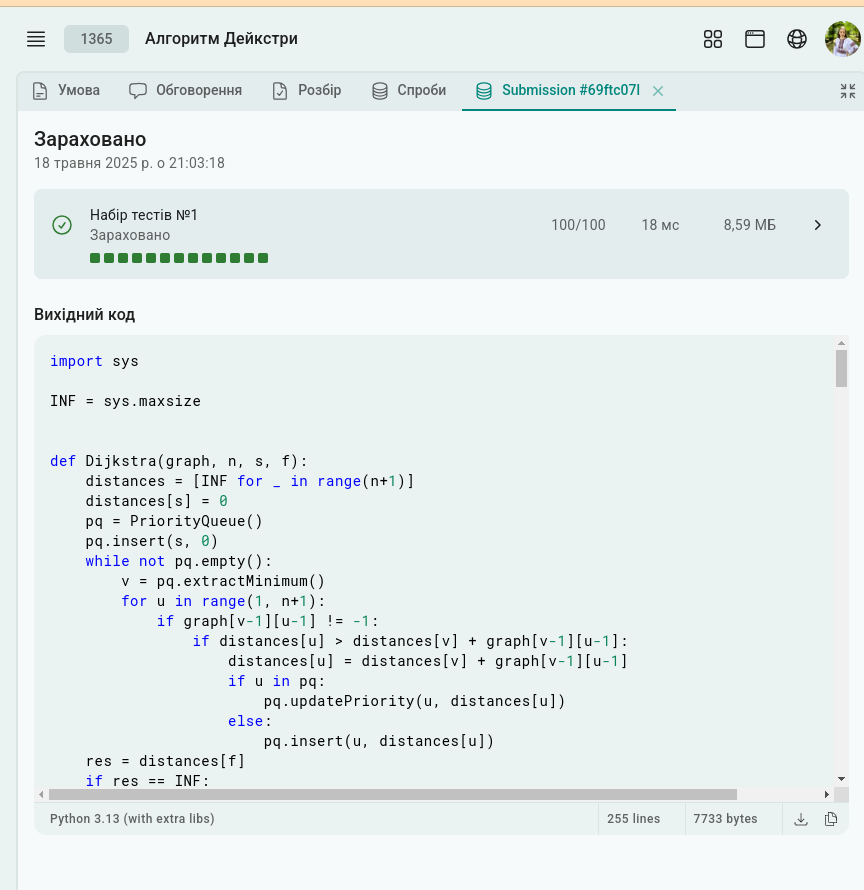 1365 Алгоритм Дейкстри
Умова Обговорення Розбір Спроби Submission #69ftc07l
Зараховано
18 травня 2025 р. о 21:03:18
Набір тестів №1
Зараховано
100/100 18 мс 8,59 МБ
Вихідний код
import sys
INF = sys.maxsize
def Dijkstra(graph, n, s, f):
    distances = [INF for _ in range(n+1)]
    distances[s] = 0
    pq = PriorityQueue()
    pq.insert(s, 0)
    while not pq.empty():
        v = pq.extractMinimum()
        for u in range(1, n+1):
            if graph[v-1][u-1] != -1:
                if distances[u] > distances[v] + graph[v-1][u-1]:
                    distances[u] = distances[v] + graph[v-1][u-1]
                    if u in pq:
                        pq.updatePriority(u, distances[u])
                    else:
                        pq.insert(u, distances[u])
    res = distances[f]
    if res == INF:
Python 3.13 (with extra libs) 255 lines 7733 bytes